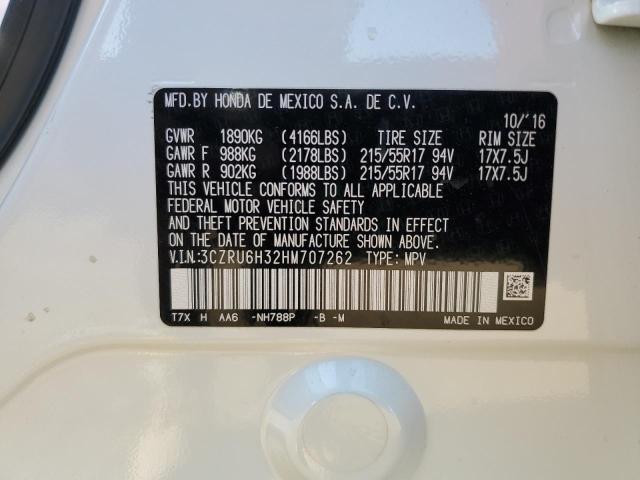 MFD.BY HONDA DE MEXICO S.A. DE C.V.
10/'16
GVWR 1890KG (4166LBS) TIRE SIZE RIM SIZE
GAWR F 988KG (2178LBS) 215/55R17 94V 17X7.5J
GAWR R 902KG (1988LBS) 215/55R17 94V 17X7.5J
THIS VEHICLE CONFORMS TO ALL APPLICABLE
FEDERAL MOTOR VEHICLE SAFETY
AND THEFT PREVENTION STANDARDS IN EFFECT
ON THE DATE OF MANUFACTURE SHOWN ABOVE.
V.I.N.:3CZRU6H32HM707262 TYPE: MPV
T7X H AA6 -NH788P -B -M MADE IN MEXICO